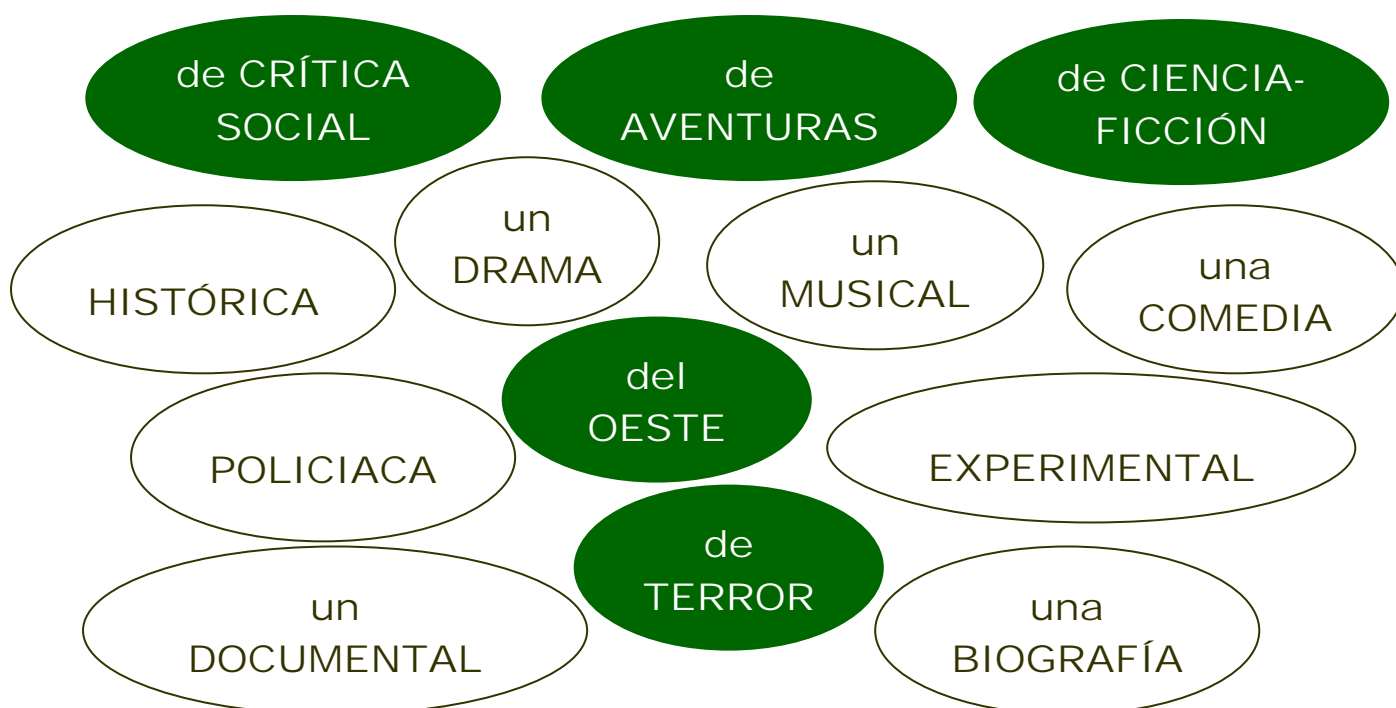 de CRÍTICA
SOCIAL
de
AVENTURAS
de CIENCIA-
FICCIÓN
HISTÓRICA
un
DRAMA
un
MUSICAL
una
COMEDIA
POLICIACA
del
OESTE
EXPERIMENTAL
un
DOCUMENTAL
de
TERROR
una
BIOGRAFÍA